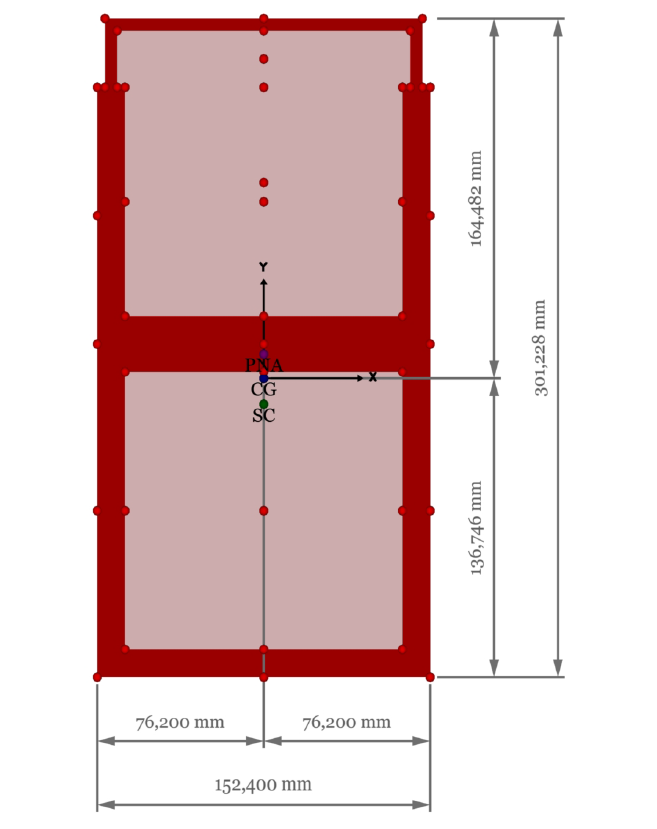 164,482 mm
301,228 mm
Y
PNA
X
CG
SC
136,746 mm
76,200 mm
76,200 mm
152,400 mm